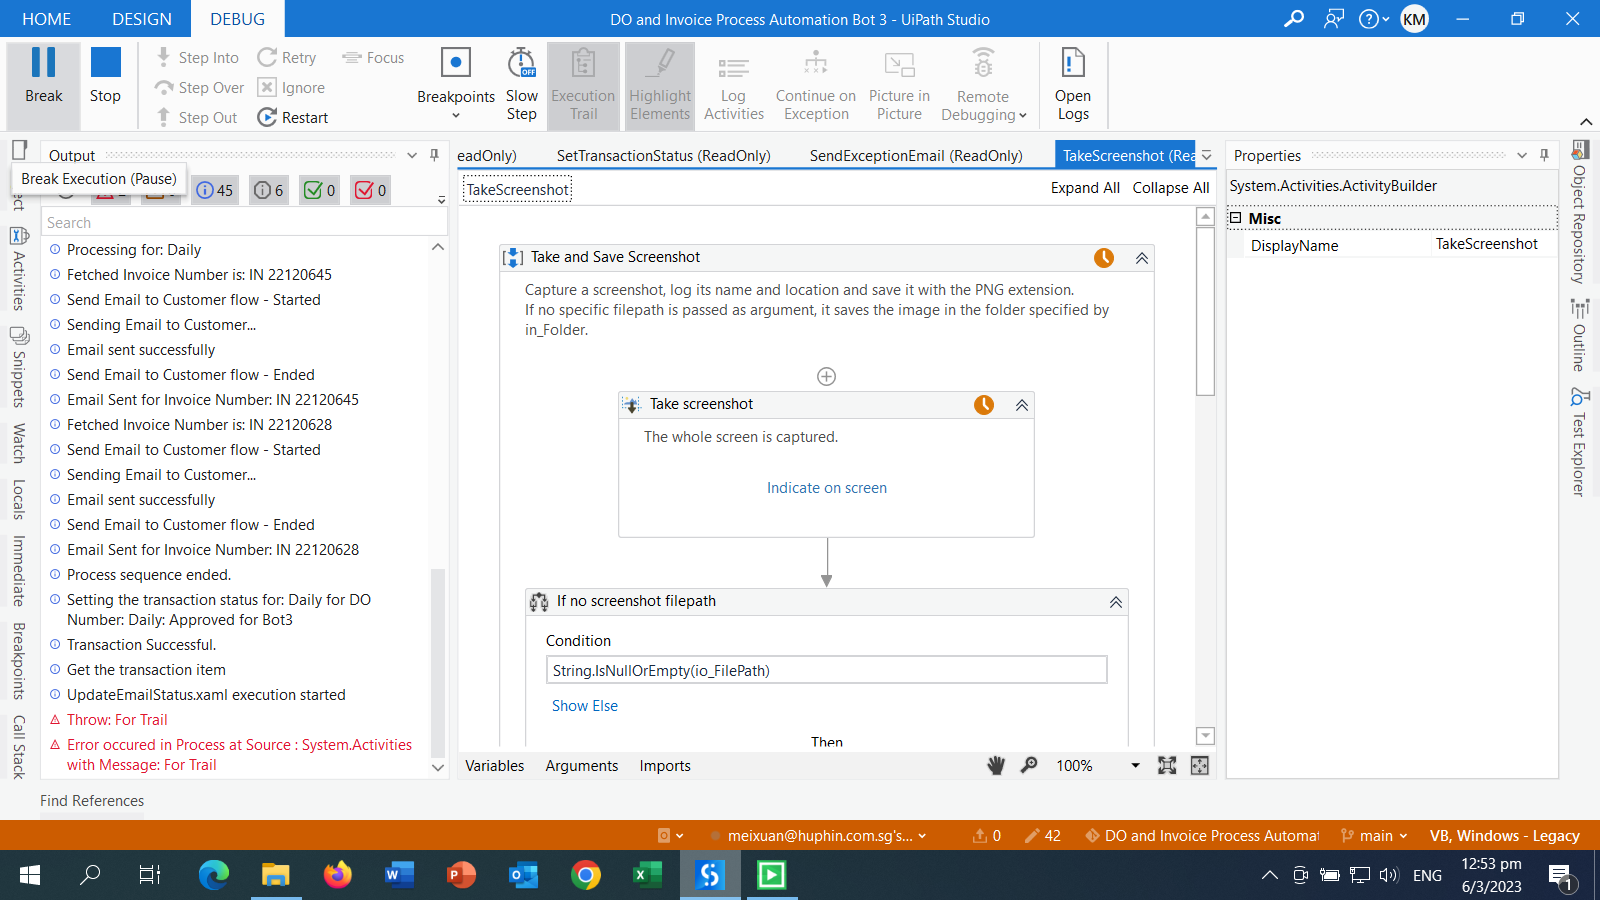 HOME DESIGN DEBUG DO and Invoice Process Automation Bot 3 - UiPath Studio KM
Break
Stop
Step Into
Step Over
Step Out
Retry
Ignore
Restart
Focus
Breakpoints
Slow
Step
OFF
Execution
Trail
Highlight
Elements
Log
Activities
Continue on
Exception
Picture in
Picture
Remote
Debugging
Open
Logs
Output
Break Execution (Pause)
45 6 0 0
Search
Processing for: Daily
Fetched Invoice Number is: IN 22120645
Send Email to Customer flow - Started
Sending Email to Customer...
Email sent successfully
Send Email to Customer flow - Ended
Email Sent for Invoice Number: IN 22120645
Fetched Invoice Number is: IN 22120628
Send Email to Customer flow - Started
Sending Email to Customer...
Email sent successfully
Send Email to Customer flow - Ended
Email Sent for Invoice Number: IN 22120628
Process sequence ended.
Setting the transaction status for: Daily for DO
Number: Daily: Approved for Bot3
Transaction Successful.
Get the transaction item
UpdateEmailStatus.xaml execution started
Throw: For Trail
Error occured in Process at Source : System.Activities
with Message: For Trail
Activities
Snippets
Watch
Locals
Immediate
Breakpoints
Call Stack
eadOnly) SetTransactionStatus (ReadOnly) SendExceptionEmail (ReadOnly) TakeScreenshot (Rea
TakeScreenshot Expand All Collapse All
Take and Save Screenshot
Capture a screenshot, log its name and location and save it with the PNG extension.
If no specific filepath is passed as argument, it saves the image in the folder specified by
in_Folder.
Take screenshot
The whole screen is captured.
Indicate on screen
If no screenshot filepath
Condition
String.IsNullOrEmpty(io_FilePath)
Show Else
Then
Variables Arguments Imports 100%
Properties
System.Activities.ActivityBuilder
Misc
DisplayName TakeScreenshot
Object Repository
Outline
Test Explorer
Find References
meixuan@huphin.com.sg's... 0 42 DO and Invoice Process Automat main VB, Windows - Legacy
ENG
12:53 pm
6/3/2023
1